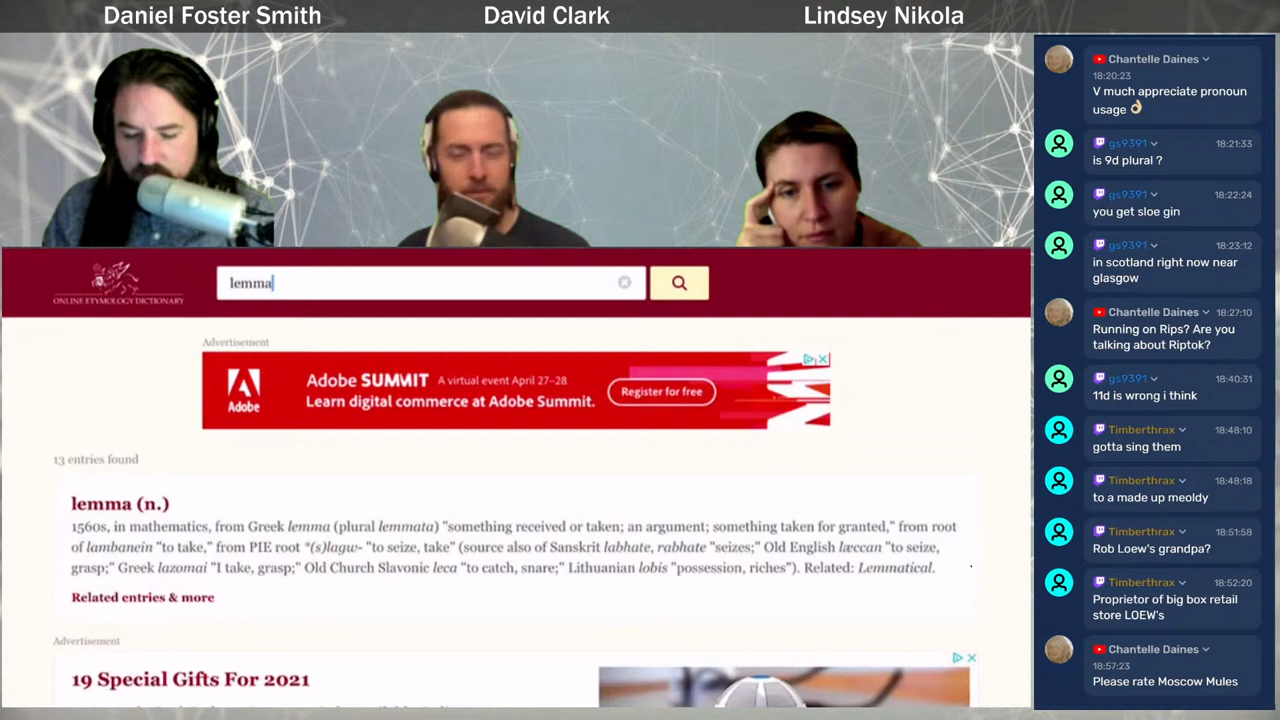 Daniel Foster Smith
David Clark
Lindsey Nikola
ONLINE ETYMOLOGY DICTIONARY
lemma
Advertisement
Adobe
Adobe SUMMIT A virtual event April 27–28.
Learn digital commerce at Adobe Summit.
Register for free
13 entries found
lemma (n.)
1560s, in mathematics, from Greek lemma (plural lemmata) "something received or taken; an argument; something taken for granted," from root
of lambanein "to take," from PIE root *(s)lagw- "to seize, take" (source also of Sanskrit labhate, rabhate "seizes;" Old English læccan "to seize,
grasp;" Greek lazomai "I take, grasp;" Old Church Slavonic leca "to catch, snare;" Lithuanian lobis "possession, riches"). Related: Lemmatical.
Related entries & more
Advertisement
19 Special Gifts For 2021
Chantelle Daines
18:20:23
V much appreciate pronoun
usage 👌🏼
gs9391 18:21:33
is 9d plural ?
gs9391 18:22:24
you get sloe gin
gs9391 18:23:12
in scotland right now near
glasgow
Chantelle Daines 18:27:10
Running on Rips? Are you
talking about Riptok?
gs9391 18:40:31
11d is wrong i think
Timberthrax 18:48:10
gotta sing them
Timberthrax 18:48:18
to a made up meoldy
Timberthrax 18:51:58
Rob Loew's grandpa?
Timberthrax 18:52:20
Proprietor of big box retail
store LOEW's
Chantelle Daines
18:57:23
Please rate Moscow Mules